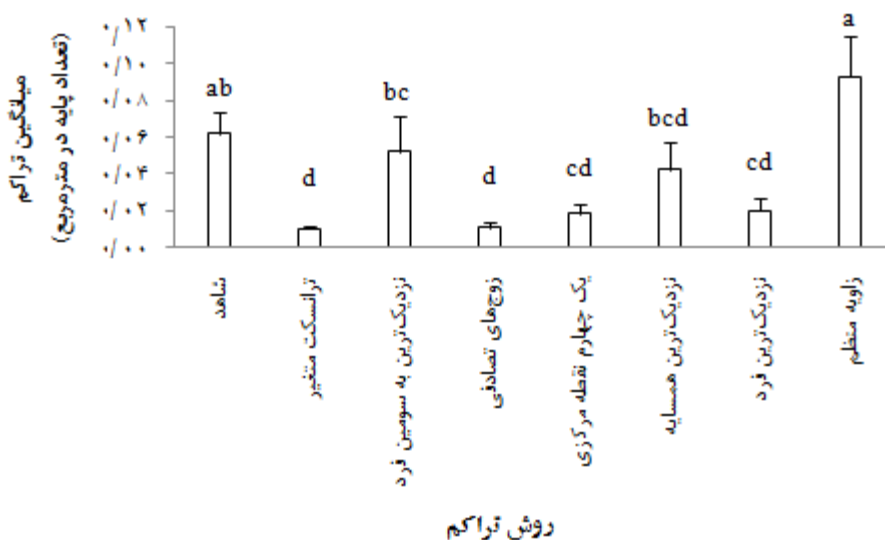 میانگین تراکم
(تعداد پایه در مترمربع)
۰/۱۲
۰/۱۰
۰/۰۸
۰/۰۶
۰/۰۴
۰/۰۲
۰/۰۰
ab
d
bc
d
cd
bcd
cd
a
شاهد
ترانسکت متغیر
نزدیک‌ترین به سومین فرد
زوج‌های تصادفی
یک چهارم نقطه مرکزی
نزدیک‌ترین همسایه
نزدیک‌ترین فرد
زاویه منظم
روش تراکم